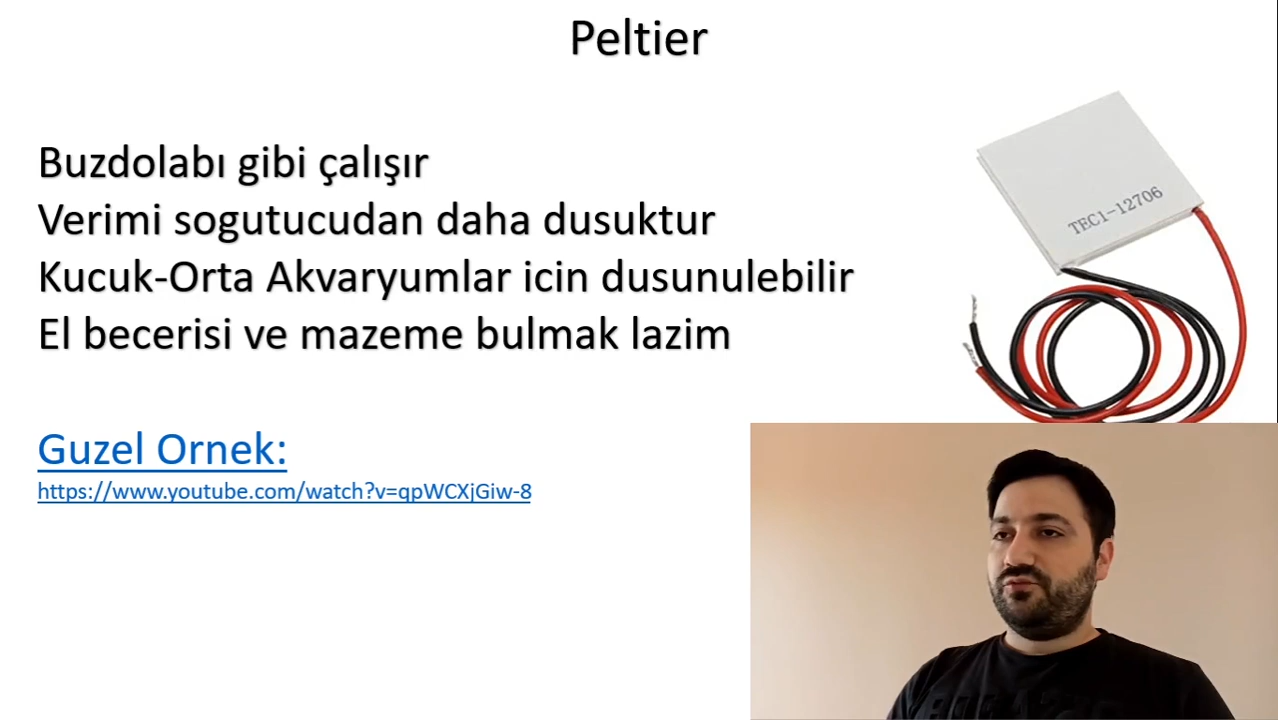 Peltier
Buzdolabı gibi çalışır
Verimi sogutucudan daha dusuktur
Kucuk-Orta Akvaryumlar icin dusunulebilir
El becerisi ve mazeme bulmak lazim
Guzel Ornek:
https://www.youtube.com/watch?v=qpWCXjGiw-8
TEC1-12706